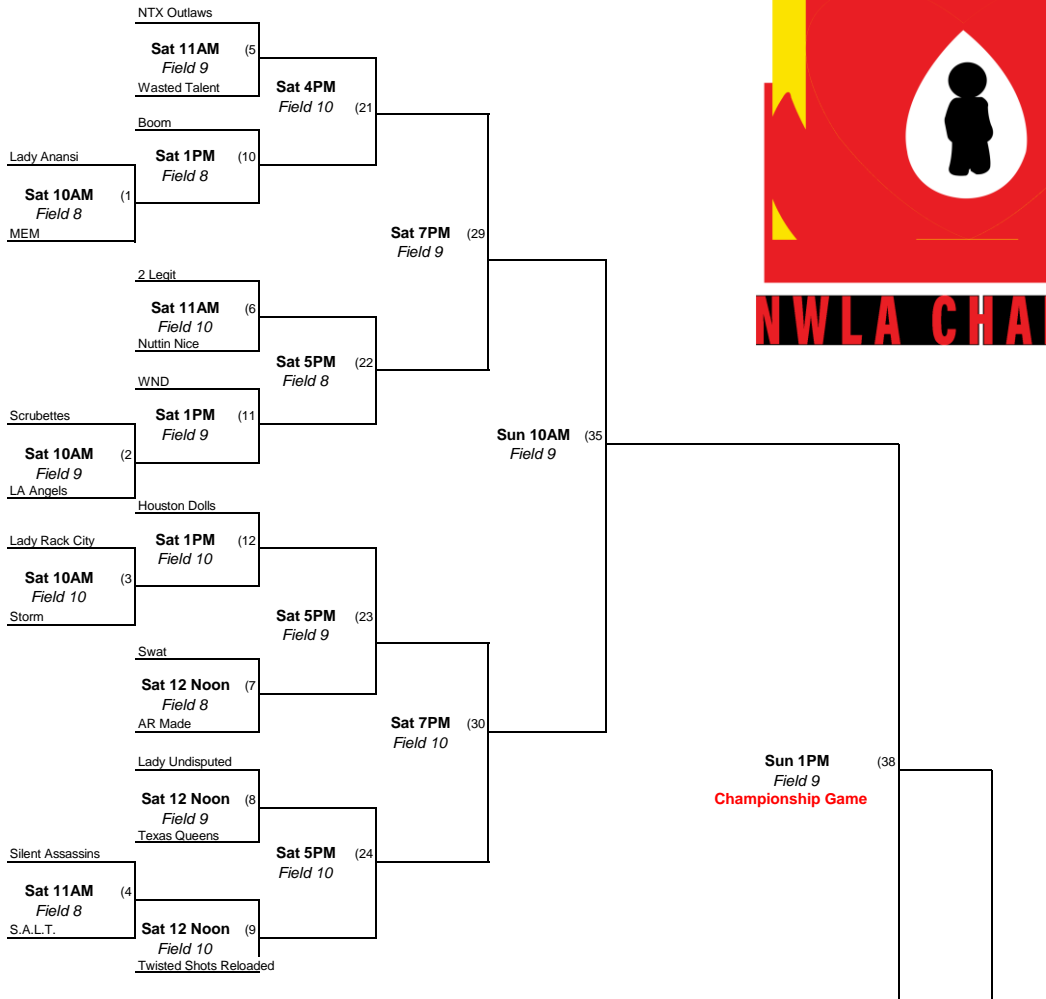 NTX Outlaws
Sat 11AM (5
Field 9
Wasted Talent
Sat 4PM
Field 10 (21
Boom
Sat 1PM (10
Field 8
Lady Anansi
Sat 10AM (1
Field 8
MEM
Sat 7PM (29
Field 9
2 Legit
Sat 11AM (6
Field 10
Nuttin Nice
Sat 5PM (22
Field 8
WND
Sat 1PM (11
Field 9
Scrubettes
Sat 10AM (2
Field 9
LA Angels
Sun 10AM (35
Field 9
Houston Dolls
Sat 1PM (12
Field 10
Lady Rack City
Sat 10AM (3
Field 10
Storm
Sat 5PM (23
Field 9
Swat
Sat 12 Noon (7
Field 8
AR Made
Sat 7PM (30
Field 10
Lady Undisputed
Sat 12 Noon (8
Field 9
Texas Queens
Sat 5PM (24
Field 10
Silent Assassins
Sat 11AM (4
Field 8
S.A.L.T.
Sat 12 Noon (9
Field 10
Twisted Shots Reloaded
Sun 1PM (38
Field 9
Championship Game
NWLA CHA